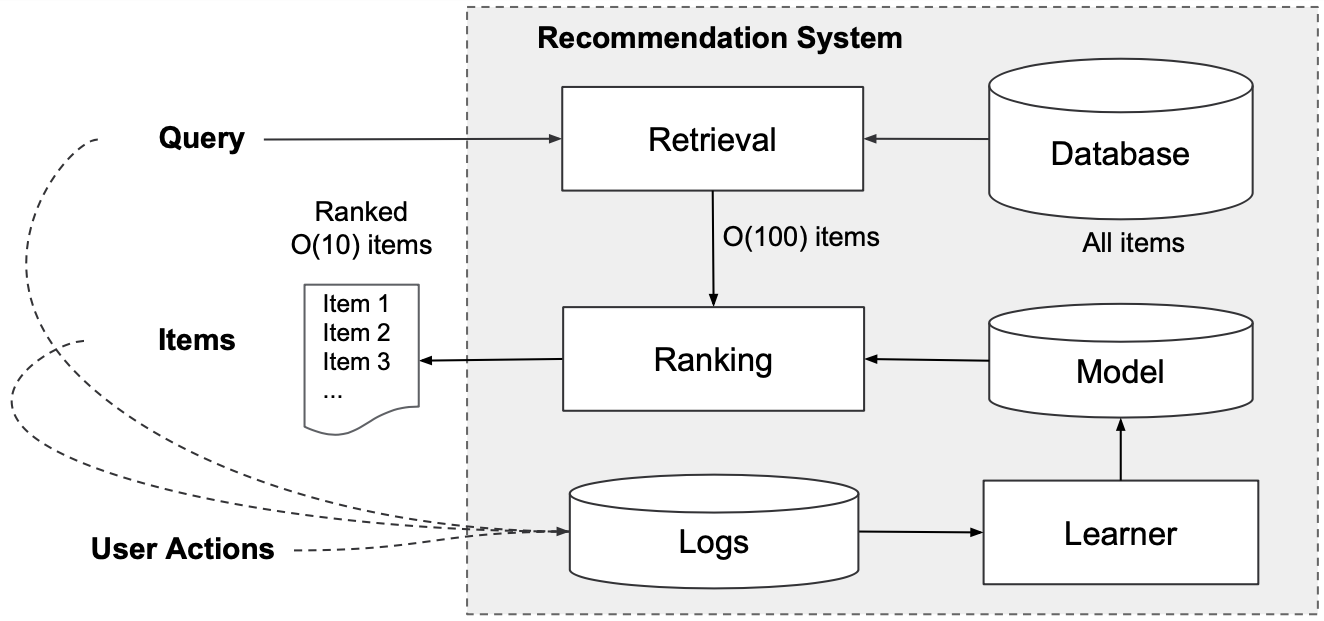 Recommendation System
Query
Retrieval
Database
Ranked
O(10) items
O(100) items
All items
Item 1
Item 2
Item 3
...
Items
Ranking
Model
User Actions
Logs
Learner